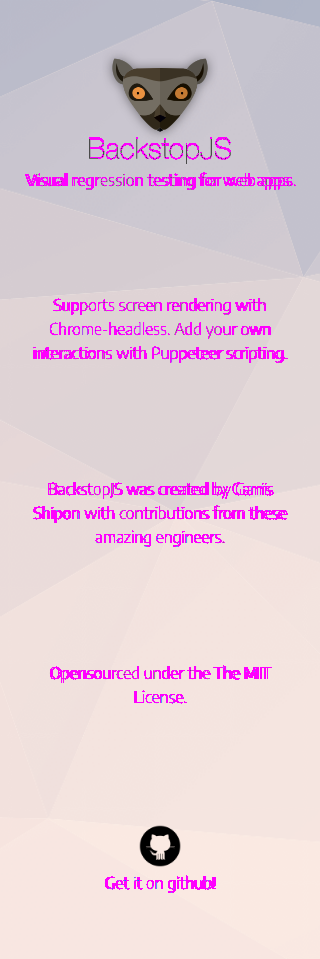 BackstopJS
Visual regression testing for web apps.
Supports screen rendering with
Chrome-headless. Add your own
interactions with Puppeteer scripting.
BackstopJS was created by Garris
Shipon with contributions from these
amazing engineers.
Opensourced under the The MIT
License.
Get it on github!